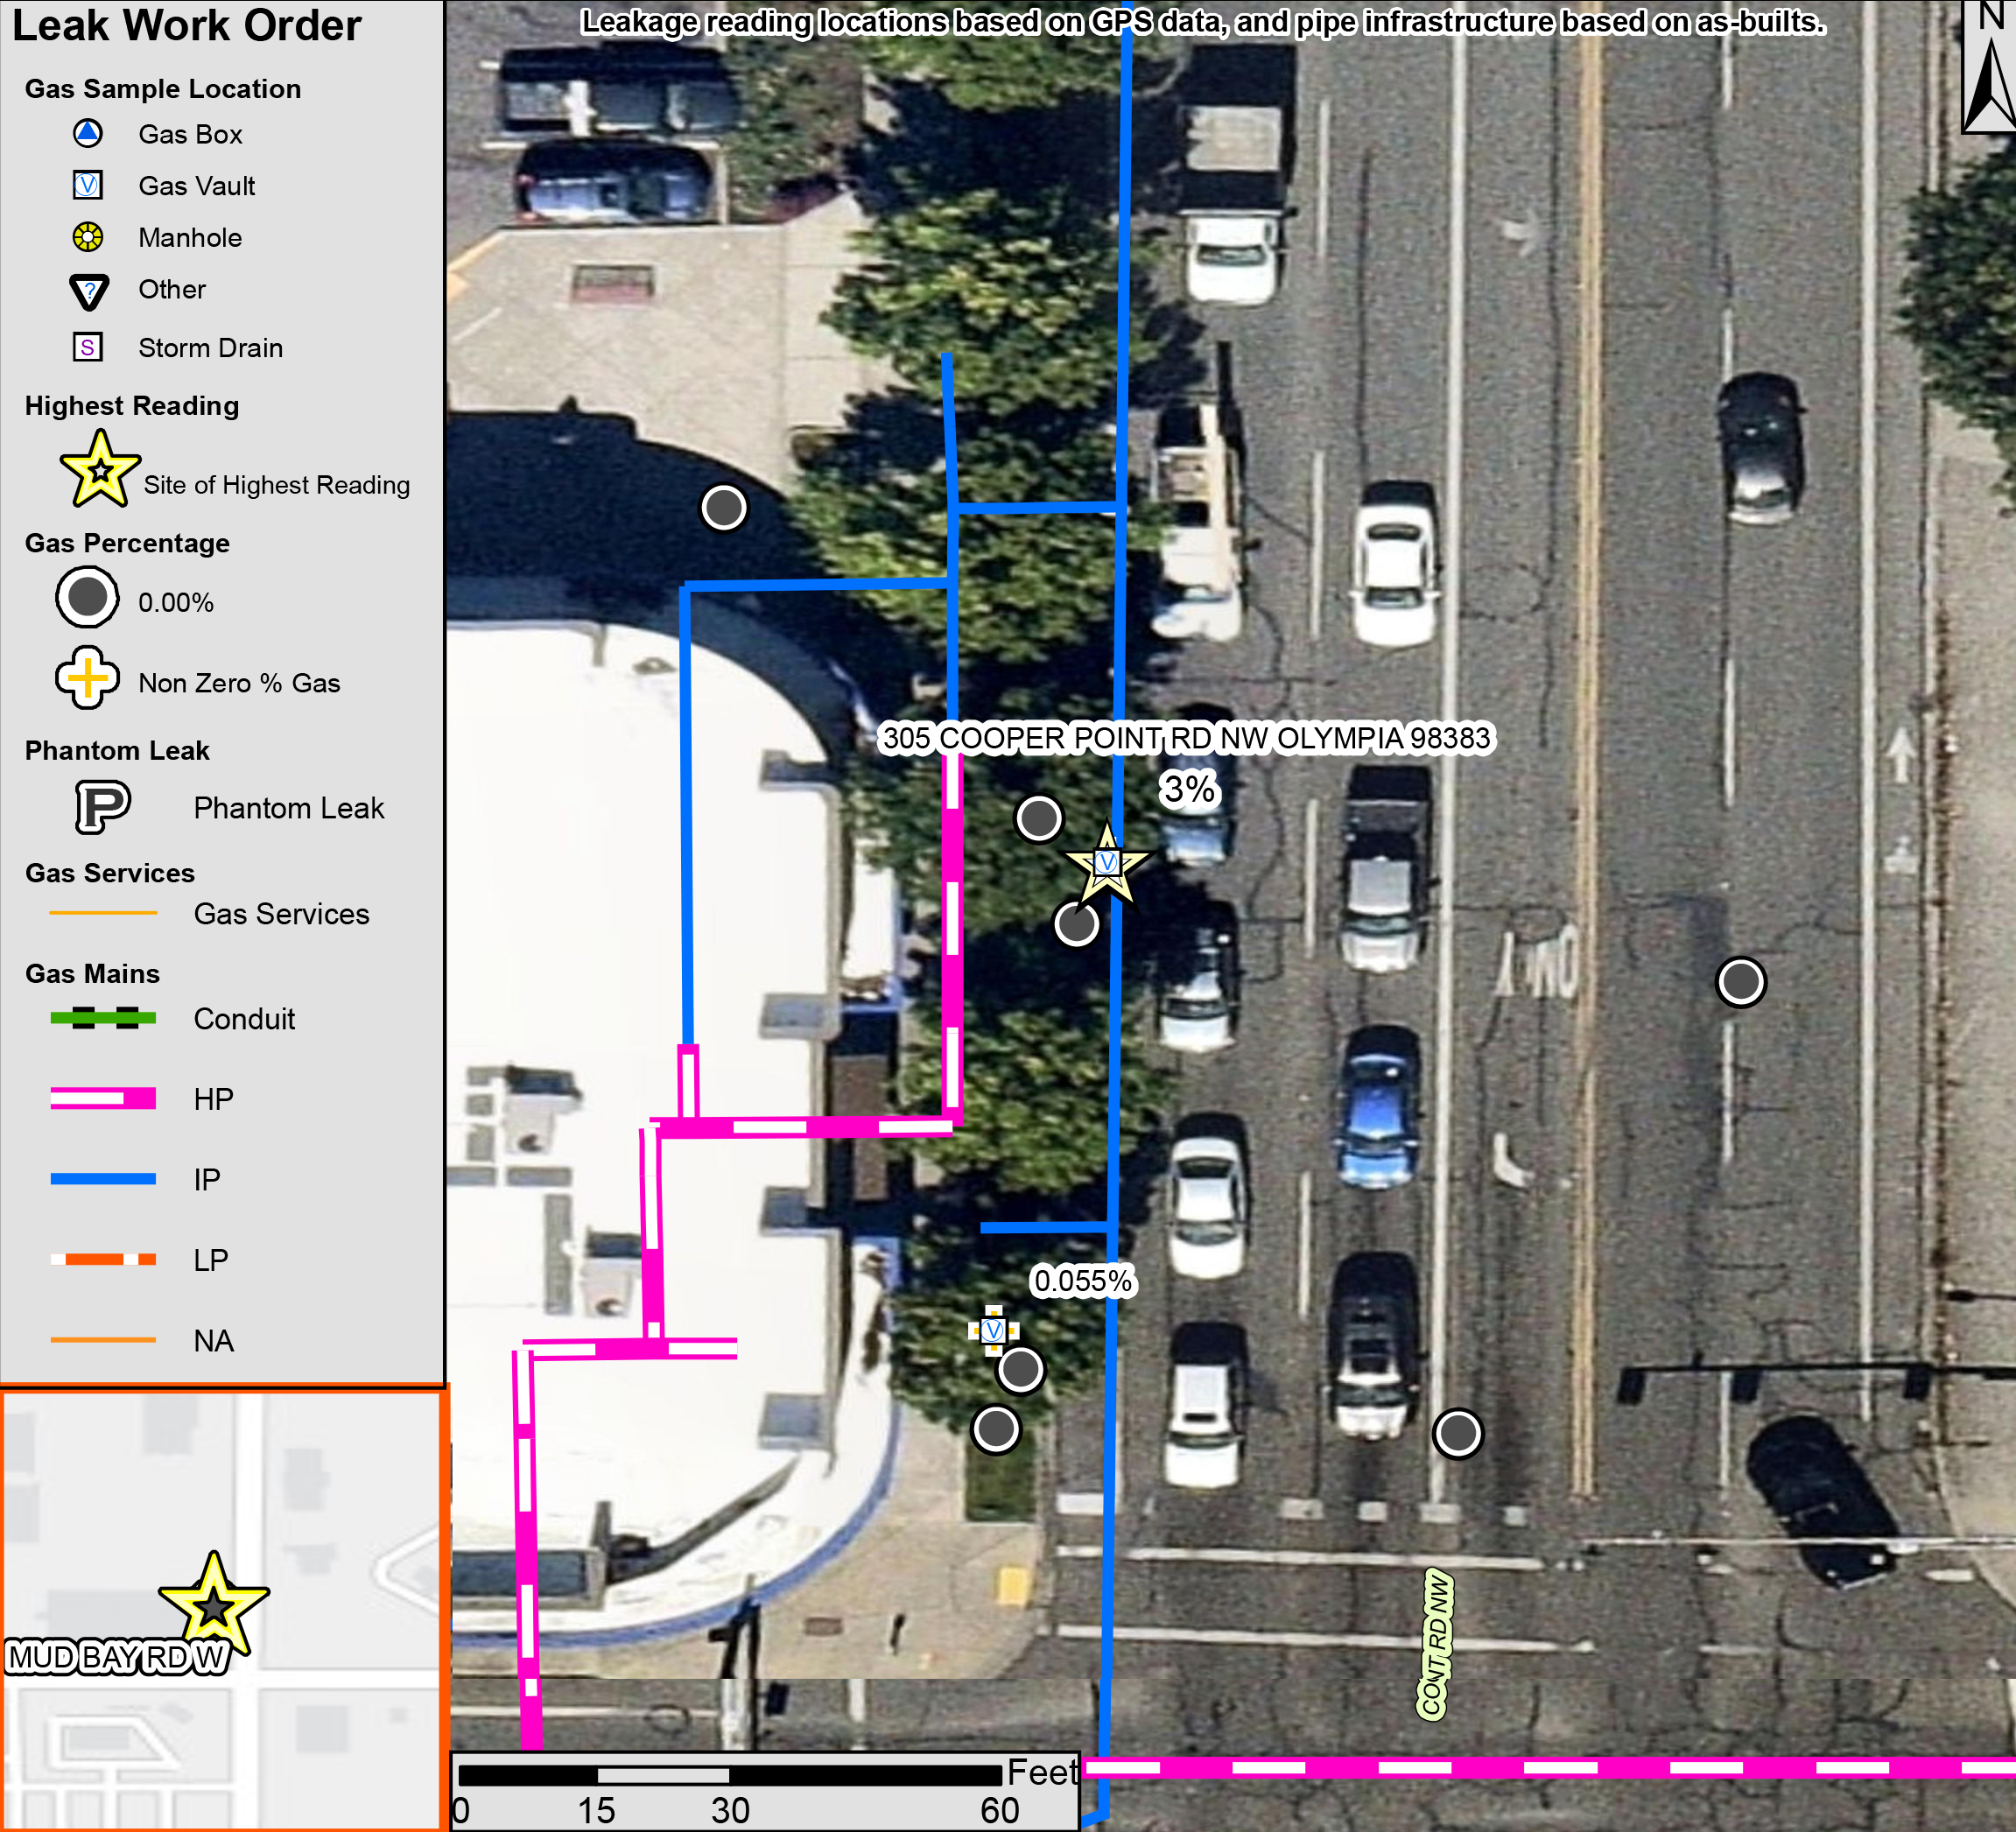 Leak Work Order
Gas Sample Location
Gas Box
V
Gas Vault
Manhole
?
Other
S
Storm Drain
Highest Reading
Site of Highest Reading
Gas Percentage
0.00%
Non Zero % Gas
Phantom Leak
P
Phantom Leak
Gas Services
Gas Services
Gas Mains
Conduit
HP
IP
LP
NA
MUD BAY RD W
Leakage reading locations based on GPS data, and pipe infrastructure based on as-builts.
N
305 COOPER POINT RD NW OLYMPIA 98383
3%
V
ONLY
0.055%
V
CONT RD NW
Feet
0 15 30 60